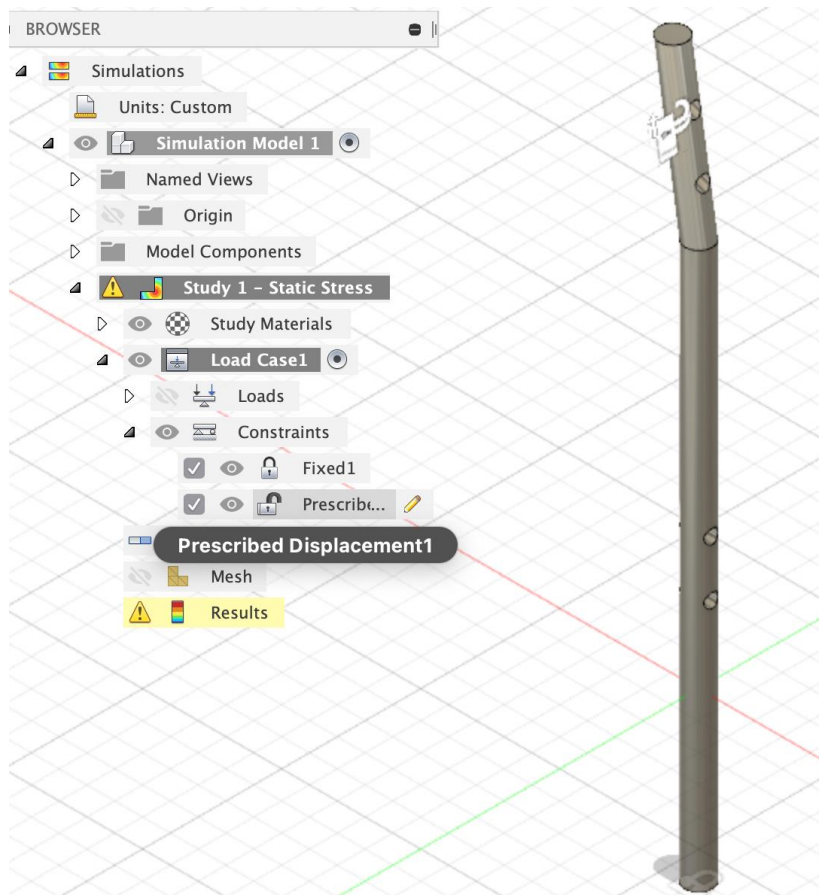 BROWSER
Simulations
Units: Custom
Simulation Model 1
Named Views
Origin
Model Components
Study 1 – Static Stress
Study Materials
Load Case1
Loads
Constraints
Fixed1
Prescribe...
Prescribed Displacement1
Mesh
Results